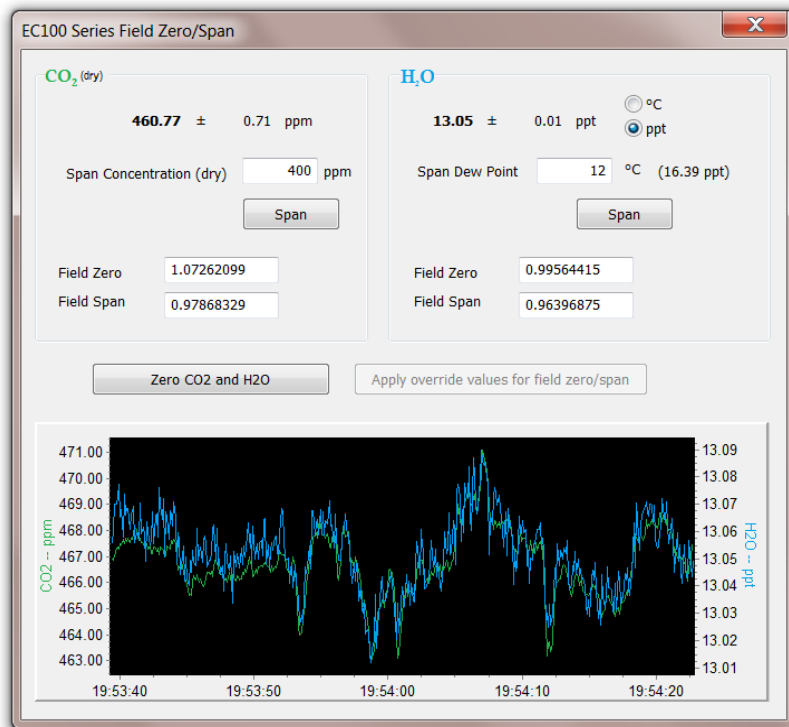 EC100 Series Field Zero/Span
X
CO₂ (dry)
460.77 ± 0.71 ppm
Span Concentration (dry) 400 ppm
Span
Field Zero 1.07262099
Field Span 0.97868329
H₂O
°C
13.05 ± 0.01 ppt
ppt
Span Dew Point 12 °C (16.39 ppt)
Span
Field Zero 0.99564415
Field Span 0.96396875
Zero CO2 and H2O
Apply override values for field zero/span
CO2 -- ppm
471.00
470.00
469.00
468.00
467.00
466.00
465.00
464.00
463.00
13.09
13.08
13.07
13.06
13.05
13.04
13.03
13.02
13.01
H2O -- ppt
19:53:40 19:53:50 19:54:00 19:54:10 19:54:20